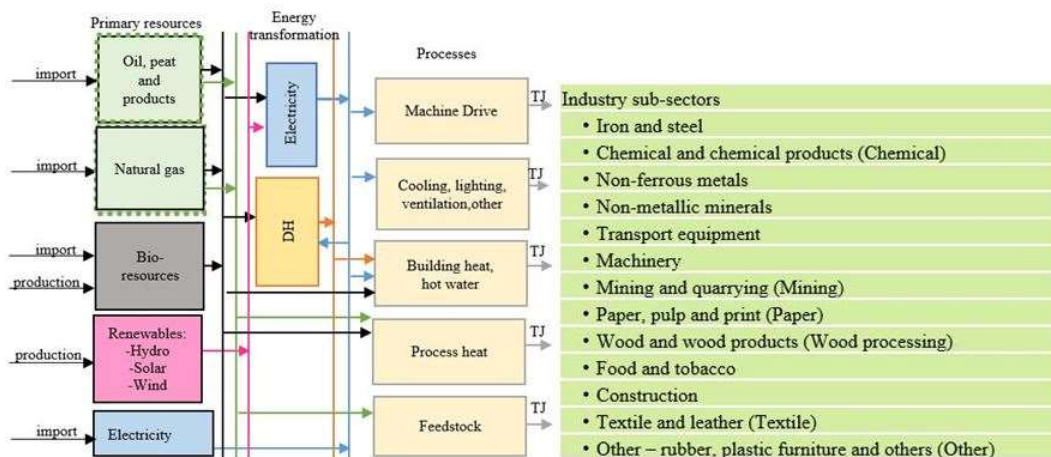 Primary resources
Energy
transformation
Processes
import
Oil, peat
and
products
import
Natural gas
import
production
Bio-
resources
production
Renewables:
-Hydro
-Solar
-Wind
import
Electricity
Electricity
DH
Machine Drive
Cooling, lighting,
ventilation,other
Building heat,
hot water
Process heat
Feedstock
TJ
TJ
TJ
TJ
TJ
Industry sub-sectors
• Iron and steel
• Chemical and chemical products (Chemical)
• Non-ferrous metals
• Non-metallic minerals
• Transport equipment
• Machinery
• Mining and quarrying (Mining)
• Paper, pulp and print (Paper)
• Wood and wood products (Wood processing)
• Food and tobacco
• Construction
• Textile and leather (Textile)
• Other – rubber, plastic furniture and others (Other)